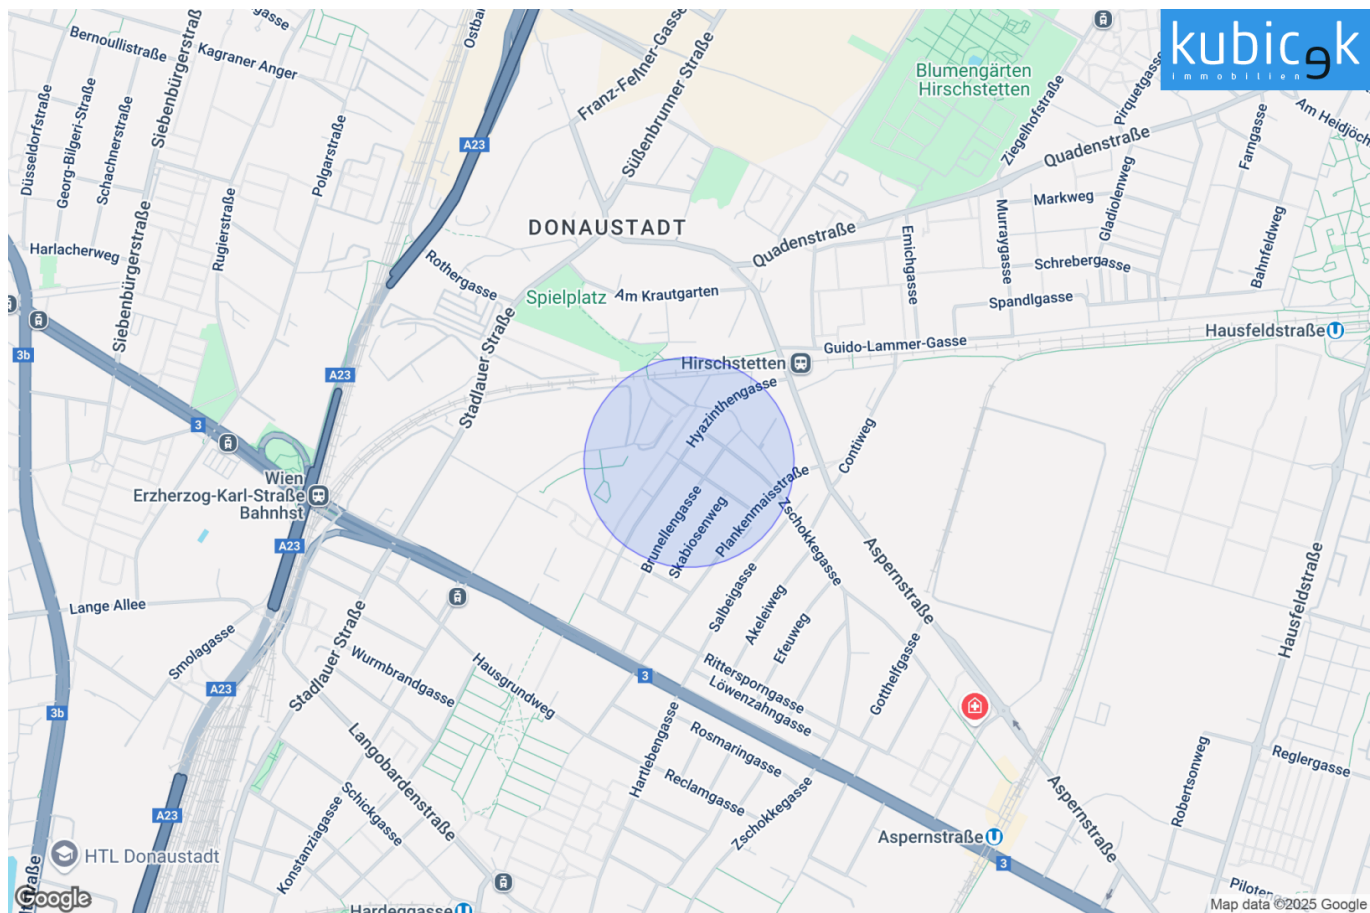 kubicek
immobilien
Bernoullistraße
Kagraner Anger
Siebenbürgerstraße
Düsseldorfstraße
Georg-Bilgeri-Straße
Schachnerstraße
Polgarstraße
Rugierstraße
Harlacherweg
Siebenbürgerstraße
A23
Franz-Feßner-Gasse
Süßenbrunner Straße
Blumengärten
Hirschstetten
Ziegelhofstraße
Pirquetgasse
Am Heidjöch
Farngasse
Quadenstraße
Markweg
Gladiolenweg
Murraygasse
Emichgasse
Schrebergasse
Bahnfeldweg
Spandlgasse
DONAUSTADT
Quadenstraße
Rothergasse
Spielplatz
Am Krautgarten
Stadlauer Straße
Guido-Lammer-Gasse
Hausfeldstraße
Hirschstetten
Hyazinthengasse
3b
A23
3
Contiweg
Wien
Erzherzog-Karl-Straße
Bahnhst
A23
Brunellengasse
Skabiosenweg
Plankenmaisstraße
Zschokkegasse
Aspernstraße
Hausfeldstraße
Lange Allee
Smolagasse
Stadlauer Straße
Salbeigasse
Akeleiweg
Efeuweg
Gotthelfgasse
Wurmbrandgasse
Hausgrundweg
3
Rittersporngasse
Löwenzahngasse
A23
3b
Langobardenstraße
Hartlebengasse
Rosmaringasse
Reclamgasse
Zschokkegasse
Aspernstraße
Robertsonweg
Reglergasse
A23
Schickgasse
Konstanziagasse
Aspernstraße
3
HTL Donaustadt
Hardeggasse
Google
Map data ©2025 Google